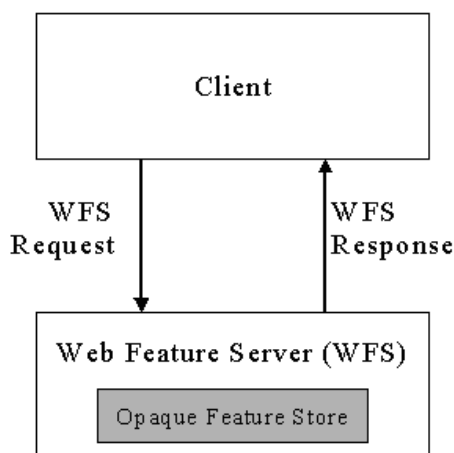 Client
WFS
Request
WFS
Response
Web Feature Server (WFS)
Opaque Feature Store